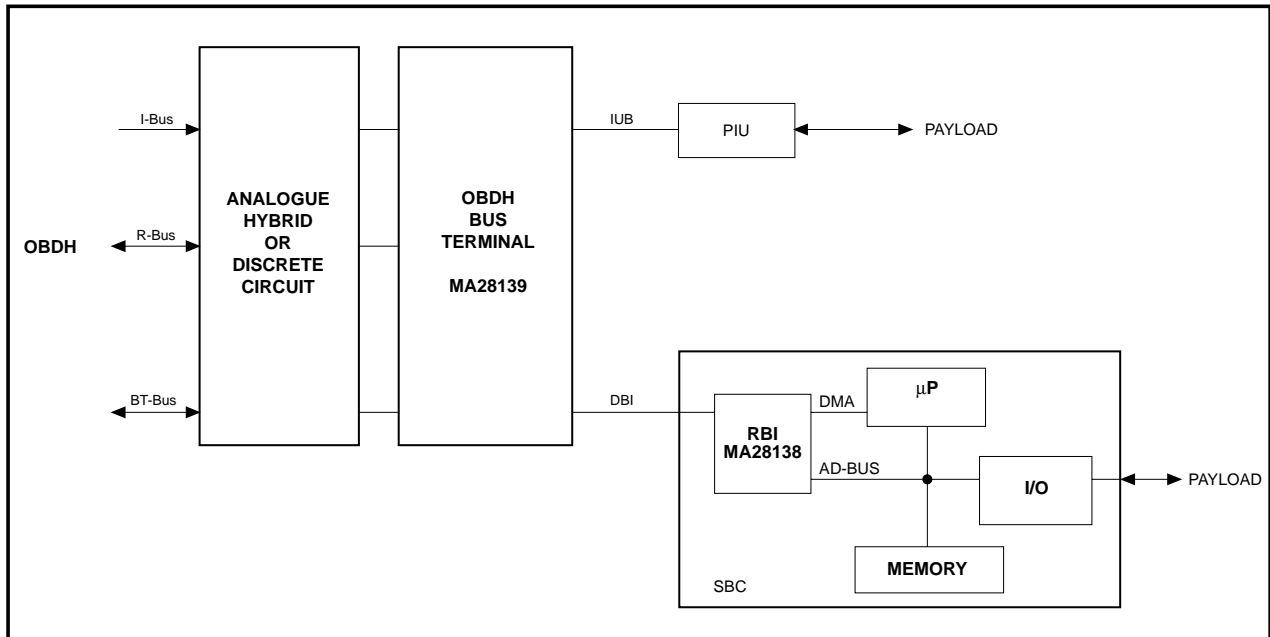 I-Bus
OBDH
R-Bus
BT-Bus
ANALOGUE
HYBRID
OR
DISCRETE
CIRCUIT
OBDH
BUS
TERMINAL
MA28139
IUB
PIU
PAYLOAD
DBI
RBI
MA28138
DMA
AD-BUS
μP
I/O
MEMORY
SBC
PAYLOAD